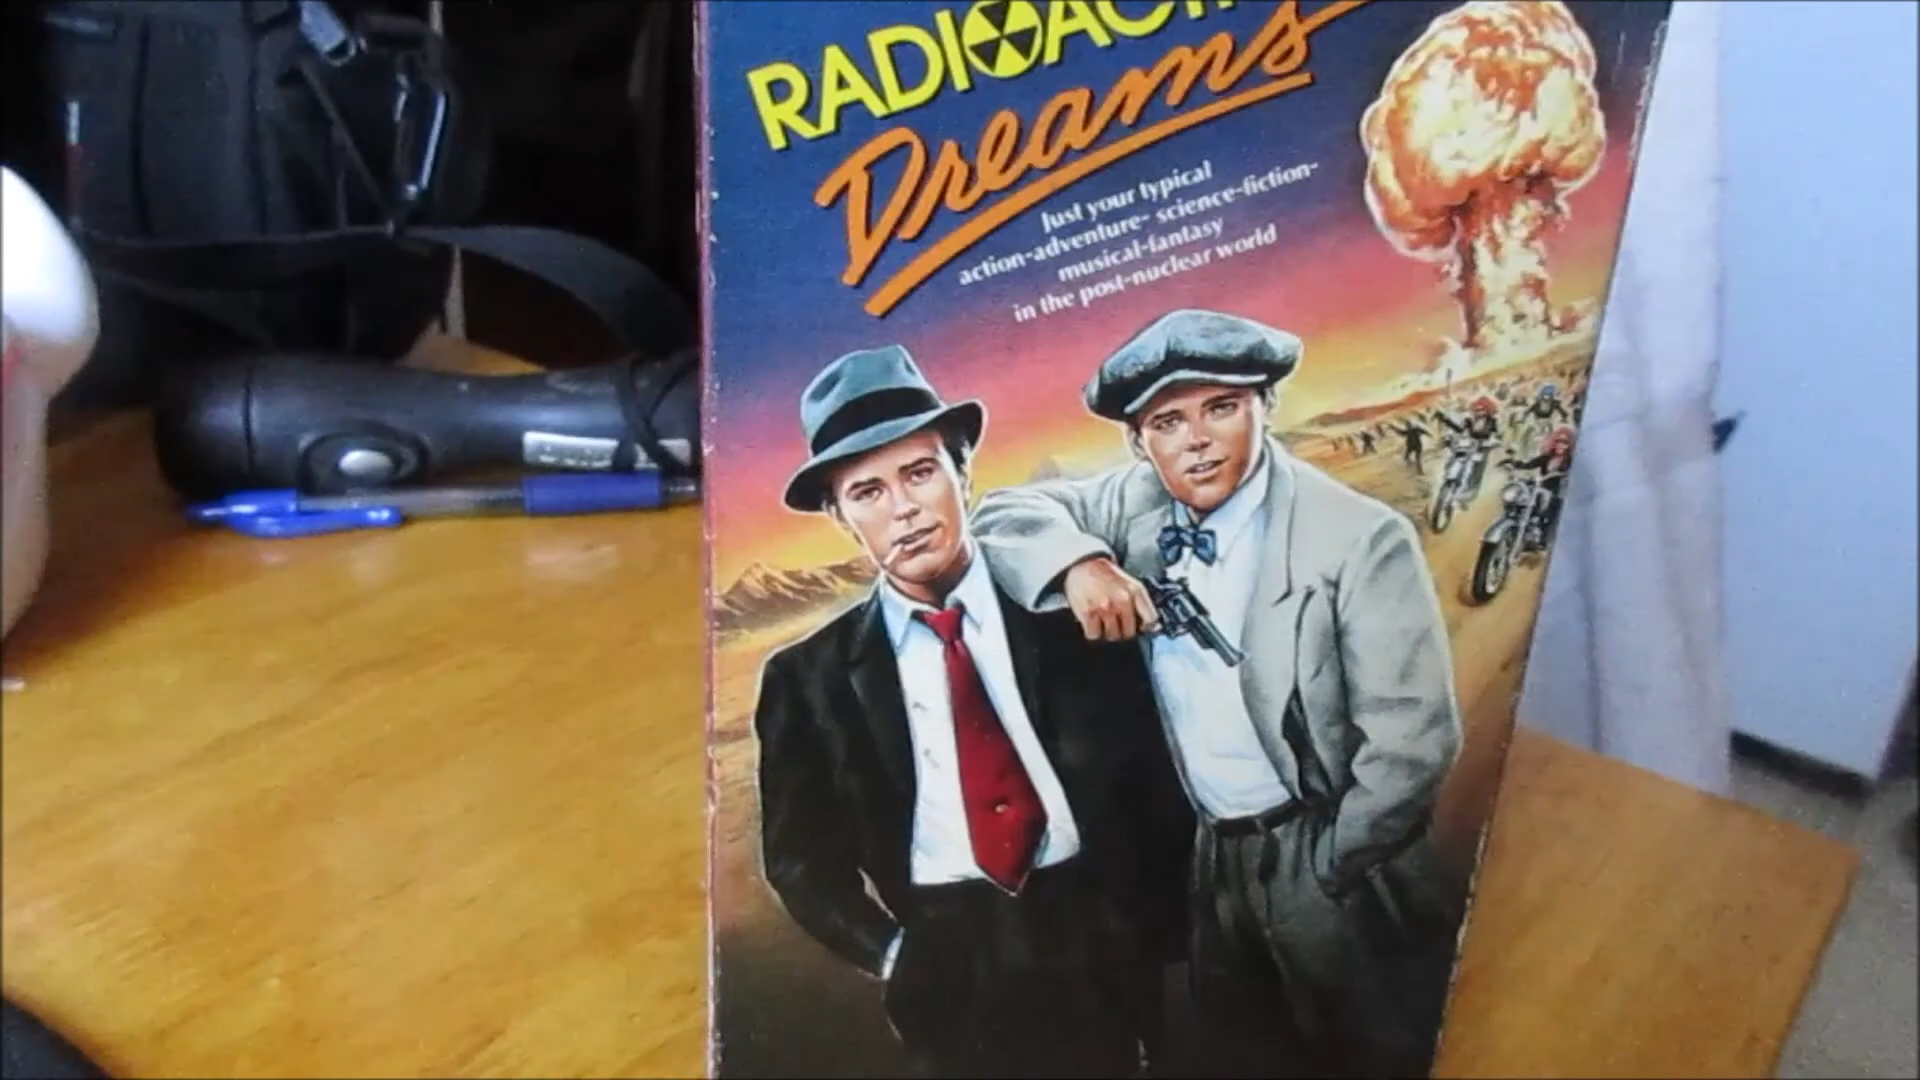 RADIOACTI
Dreams
Just your typical
action-adventure- science-fiction-
musical-fantasy
in the post-nuclear world